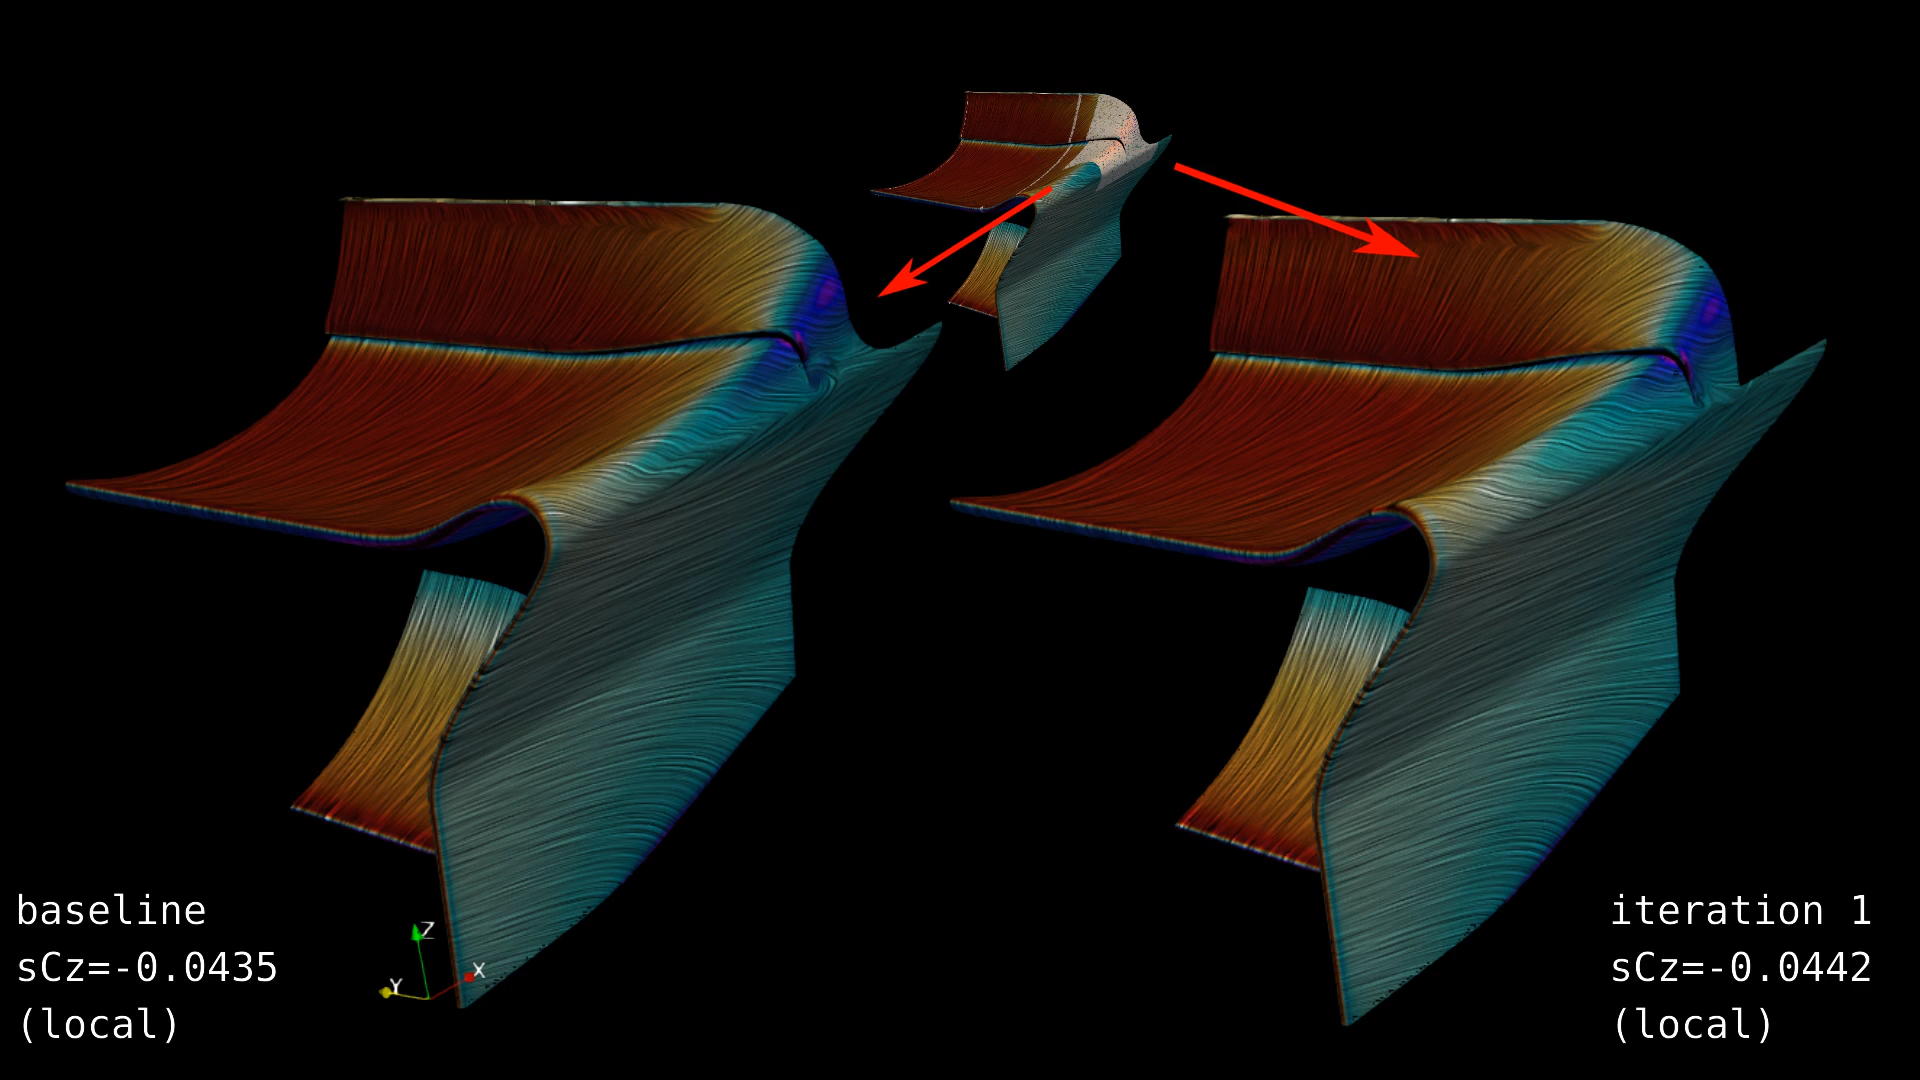 baseline
sCz=-0.0435
(local)
Z
X
Y
iteration 1
sCz=-0.0442
(local)